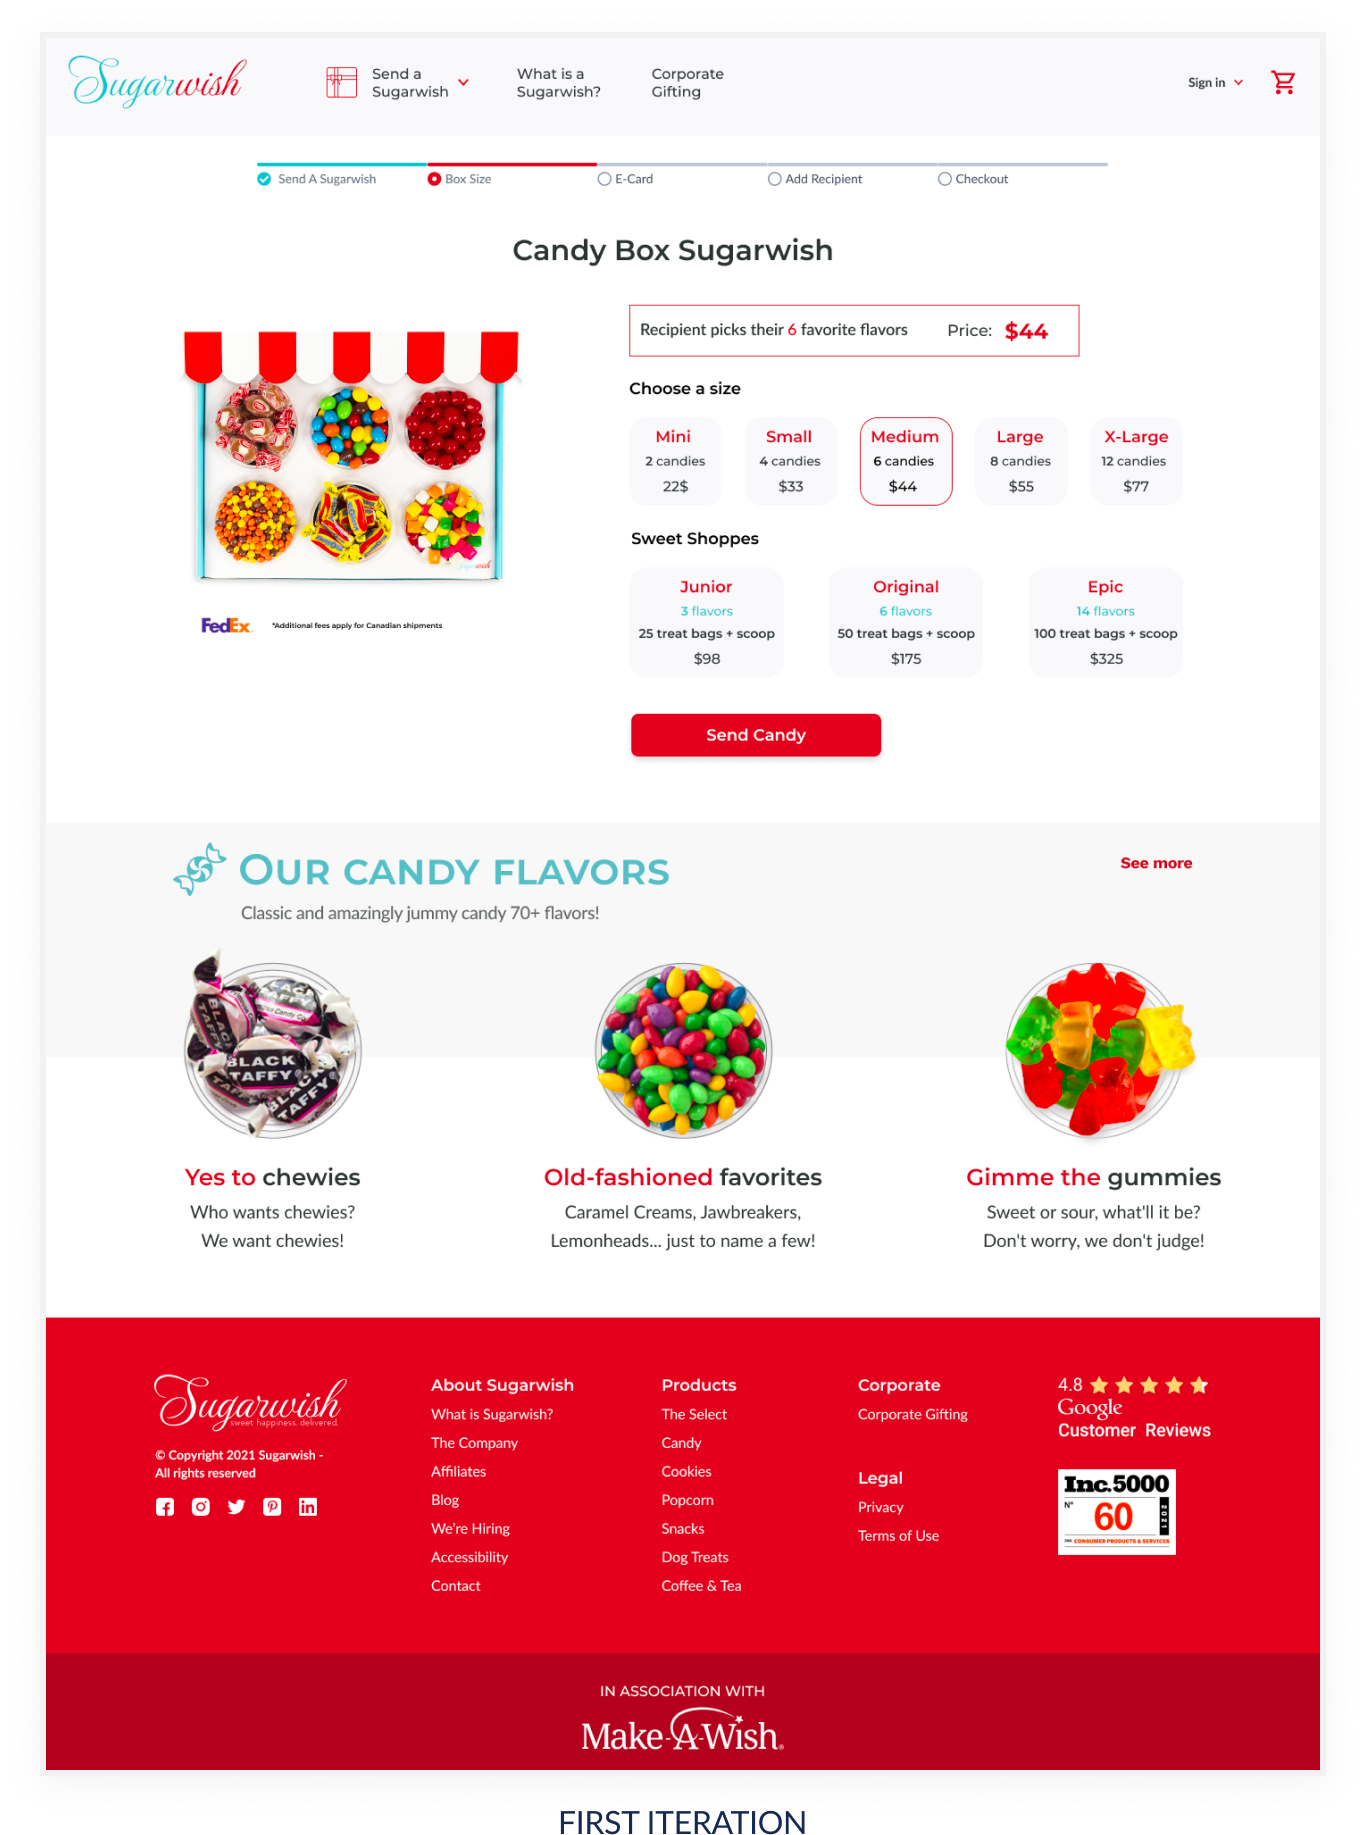 Sugarwish
Send a
Sugarwish
What is a
Sugarwish?
Corporate
Gifting
Sign in
Send A Sugarwish
Box Size
E-Card
Add Recipient
Checkout
Candy Box Sugarwish
Recipient picks their 6 favorite flavors Price: $44
Choose a size
Mini
2 candies
22$
Small
4 candies
$33
Medium
6 candies
$44
Large
8 candies
$55
X-Large
12 candies
$77
Sweet Shoppes
Junior
3 flavors
25 treat bags + scoop
$98
Original
6 flavors
50 treat bags + scoop
$175
Epic
14 flavors
100 treat bags + scoop
$325
sugarwish
FedEx
*Additional fees apply for Canadian shipments
Send Candy
OUR CANDY FLAVORS
See more
Classic and amazingly jummy candy 70+ flavors!
BLACK
TAFFY
Yes to chewies
Who wants chewies?
We want chewies!
Old-fashioned favorites
Caramel Creams, Jawbreakers,
Lemonheads... just to name a few!
Gimme the gummies
Sweet or sour, what'll it be?
Don't worry, we don't judge!
Sugarwish
sweet happiness. delivered.
© Copyright 2021 Sugarwish -
All rights reserved
About Sugarwish
What is Sugarwish?
The Company
Affiliates
Blog
We're Hiring
Accessibility
Contact
Products
The Select
Candy
Cookies
Popcorn
Snacks
Dog Treats
Coffee & Tea
Corporate
Corporate Gifting
Legal
Privacy
Terms of Use
4.8
Google
Customer Reviews
Inc. 5000
N° 60 2021
CONSUMER PRODUCTS & SERVICES
IN ASSOCIATION WITH
Make-A-Wish®
FIRST ITERATION